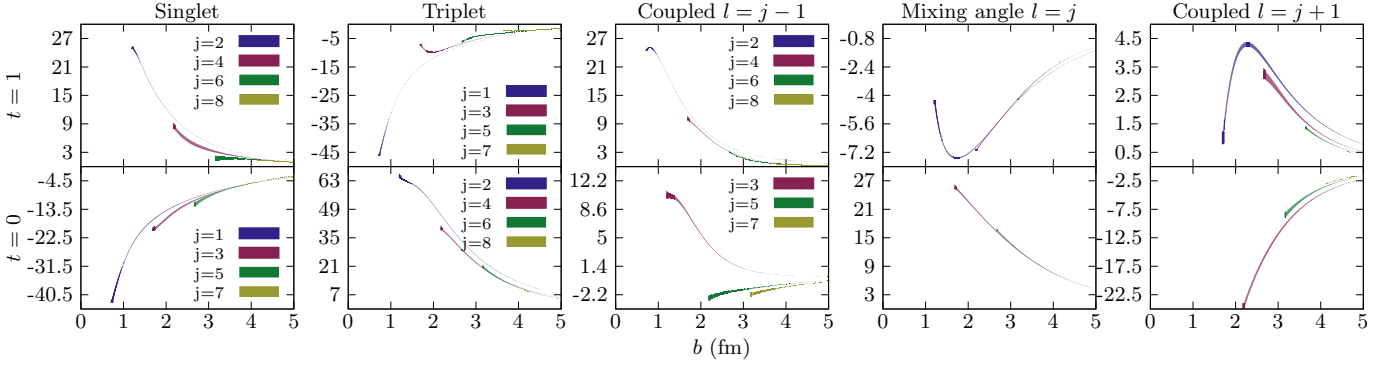 Singlet Triplet Coupled l = j − 1 Mixing angle l = j Coupled l = j + 1
t = 1
27 21 15 9 3
j=2
j=4
j=6
j=8
-5 -15 -25 -35 -45
j=1
j=3
j=5
j=7
27 21 15 9 3
j=2
j=4
j=6
j=8
-0.8 -2.4 -4 -5.6 -7.2
4.5 3.5 2.5 1.5 0.5
t = 0
-4.5 -13.5 -22.5 -31.5 -40.5
j=1
j=3
j=5
j=7
63 49 35 21 7
j=2
j=4
j=6
j=8
12.2 8.6 5 1.4 -2.2
j=3
j=5
j=7
27 21 15 9 3
-2.5 -7.5 -12.5 -17.5 -22.5
0 1 2 3 4 5 0 1 2 3 4 5 0 1 2 3 4 5 0 1 2 3 4 5 0 1 2 3 4 5
b (fm)